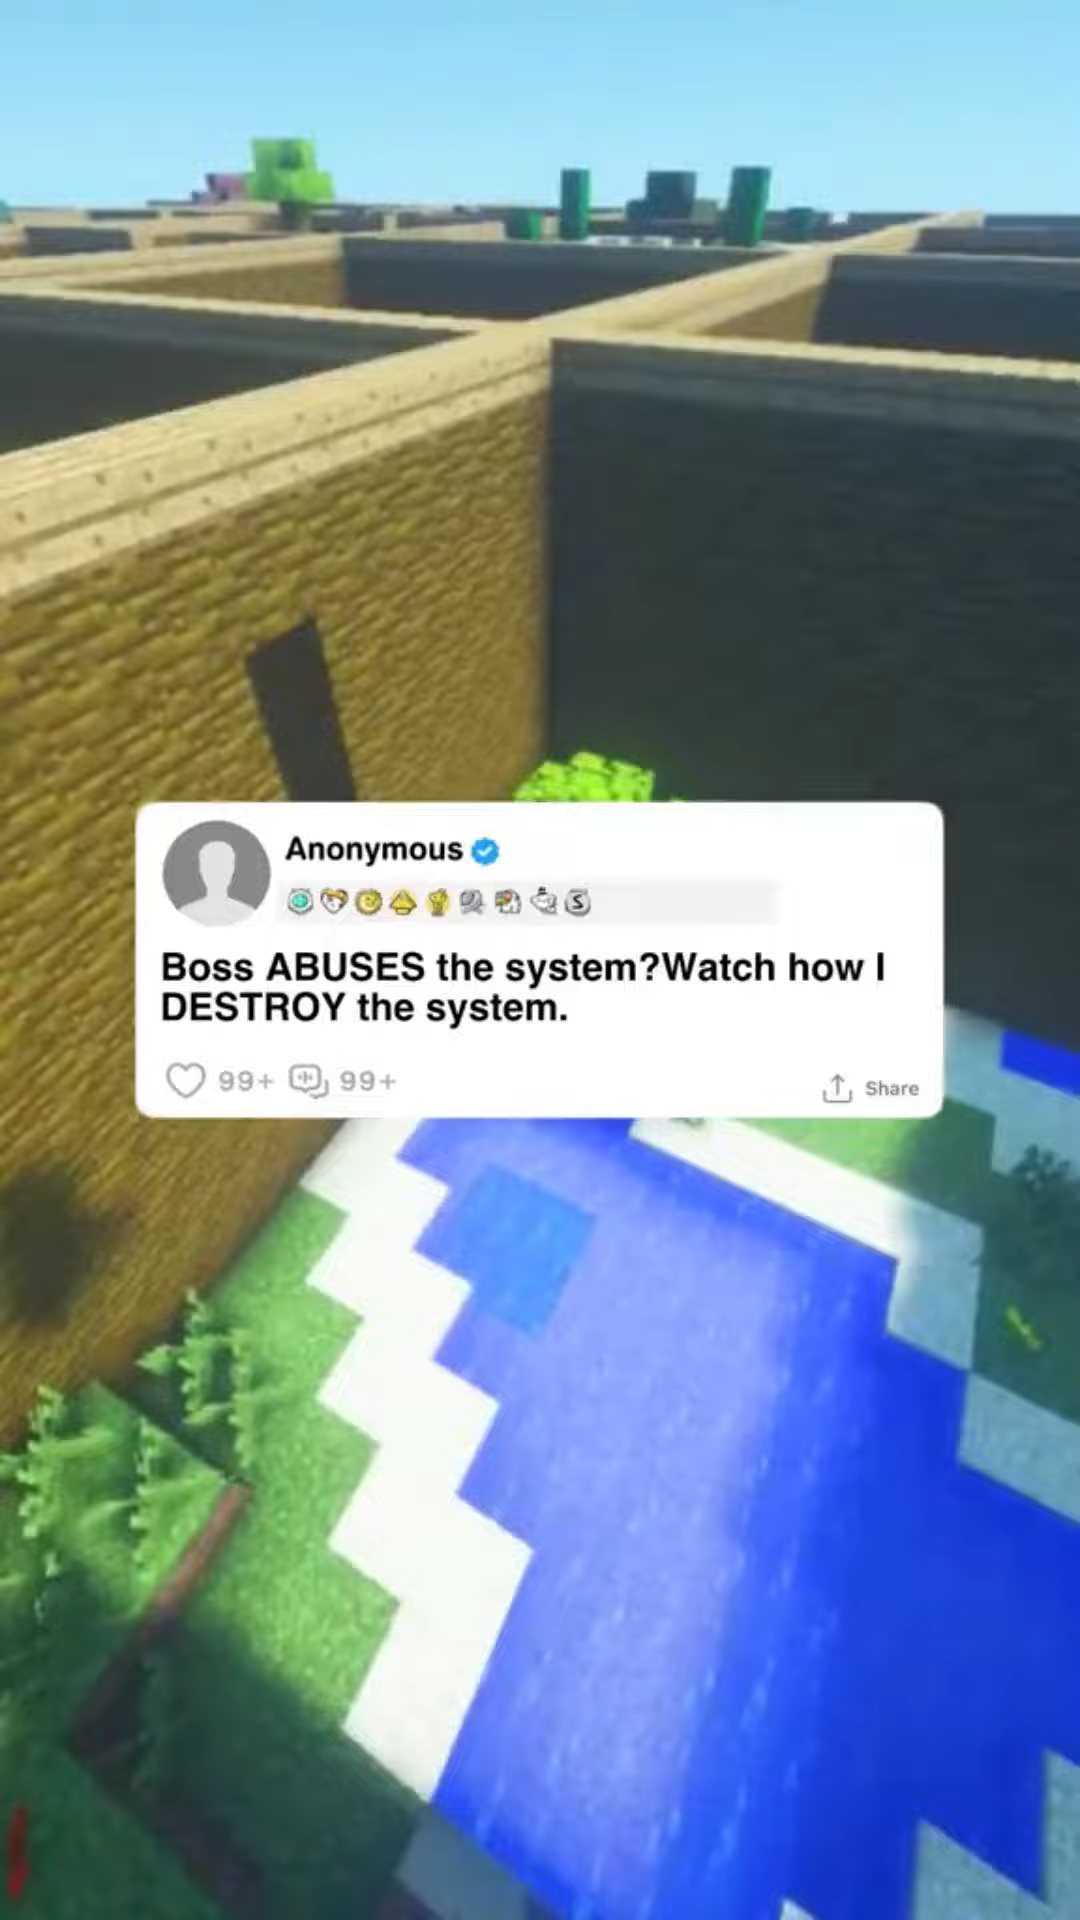 Anonymous
Boss ABUSES the system?Watch how I
DESTROY the system.
99+ 99+
Share